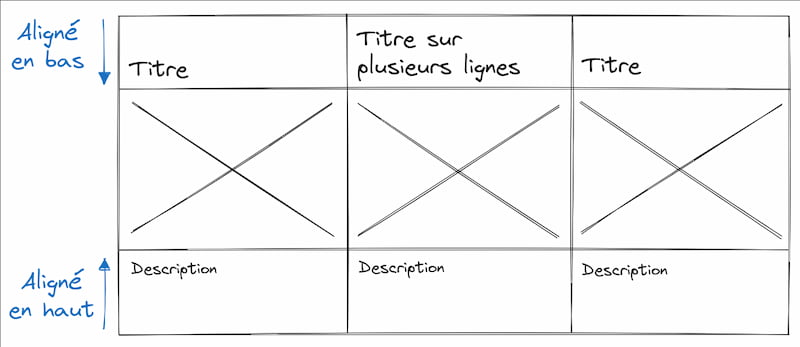 Aligné
en bas
Titre
Titre sur
plusieurs lignes
Titre
Aligné
en haut
Description
Description
Description